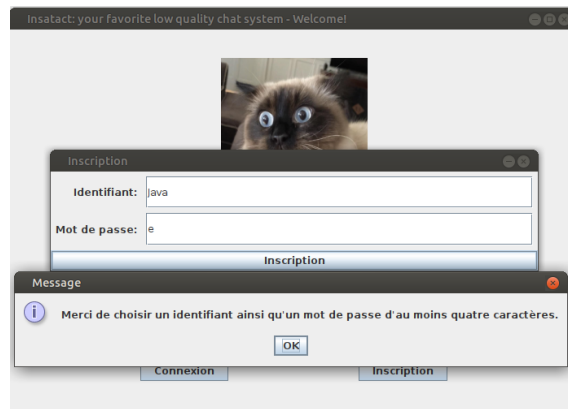 Insatact: your favorite low quality chat system - Welcome!
Inscription
Identifiant: Java
Mot de passe: e
Inscription
Message
Merci de choisir un identifiant ainsi qu'un mot de passe d'au moins quatre caractères.
OK
Connexion Inscription